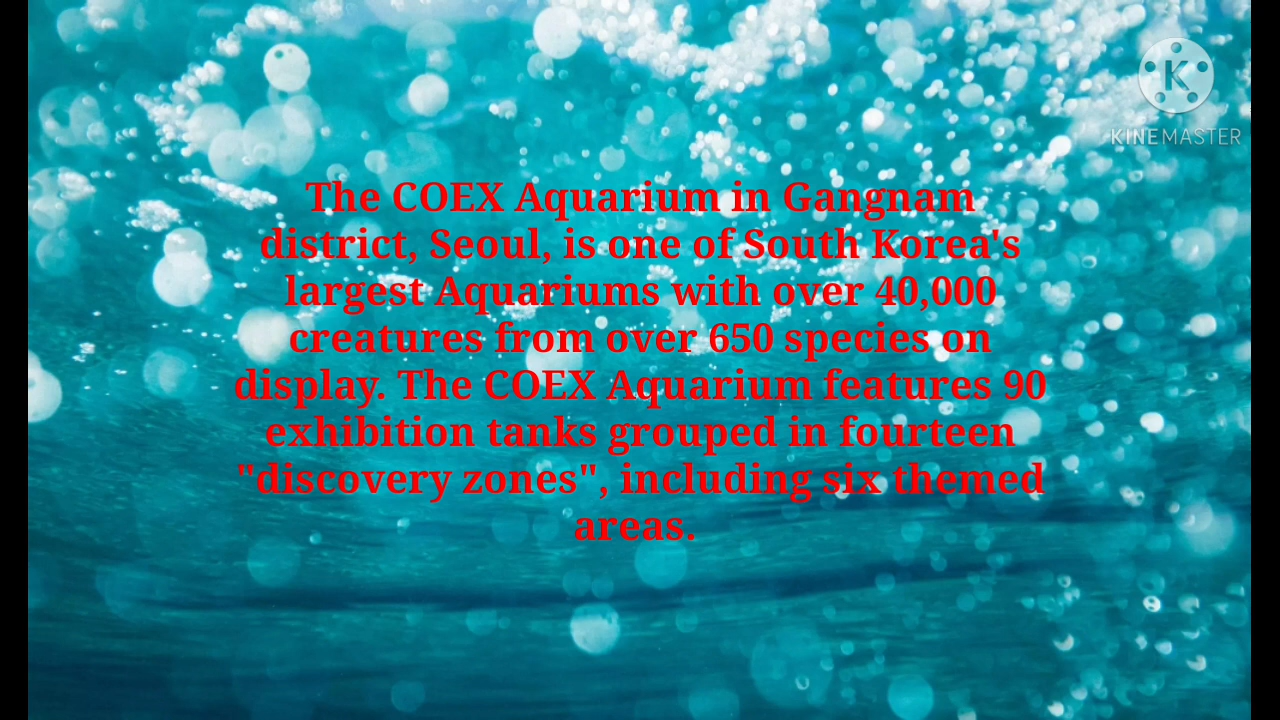 K
KINEMASTER
The COEX Aquarium in Gangnam
district, Seoul, is one of South Korea's
largest Aquariums with over 40,000
creatures from over 650 species on
display. The COEX Aquarium features 90
exhibition tanks grouped in fourteen
"discovery zones", including six themed
areas.